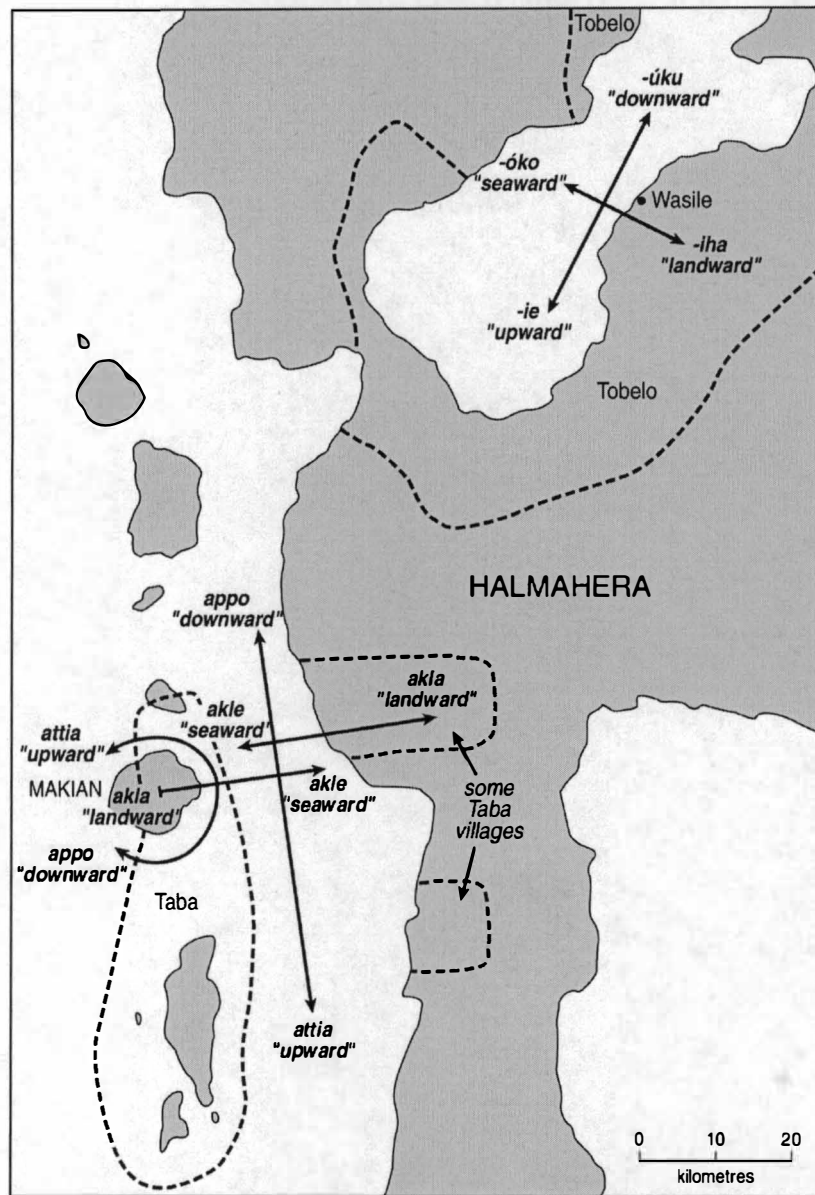 Tobelo
-úku
"downward"
-óko
"seaward"
Wasile
-iha
"landward"
-ie
"upward"
Tobelo
HALMAHERA
appo
"downward"
akla
"landward"
akle
"seaward"
attia
"upward"
MAKIAN
akla
"landward"
akle
"seaward"
some
Taba
villages
appo
"downward"
Taba
attia
"upward"
0 10 20
kilometres